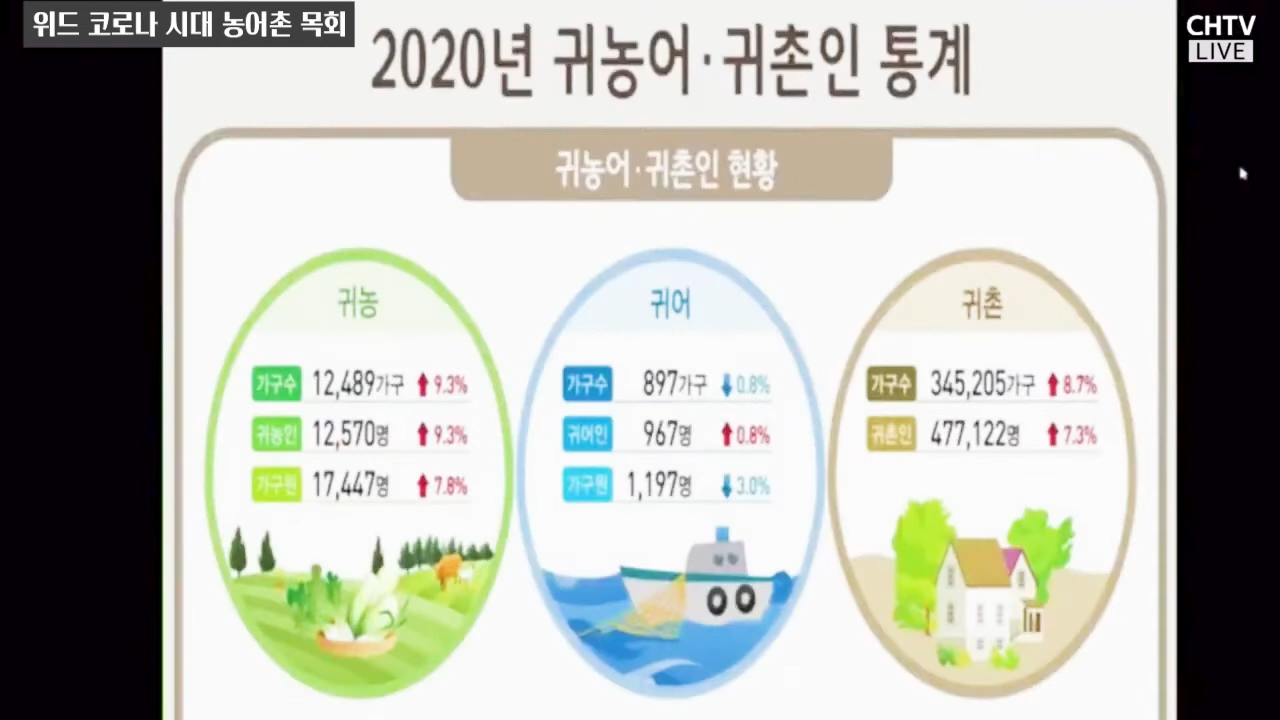 위드 코로나 시대 농어촌 목회
CHTV
LIVE
2020년 귀농어·귀촌인 통계
귀농어·귀촌인 현황
귀농
가구수 12,489가구 9.3%
귀농인 12,570명 9.3%
가구원 17,447명 7.8%
귀어
가구수 897가구 0.8%
귀어인 967명 0.8%
가구원 1,197명 3.0%
귀촌
가구수 345,205가구 8.7%
귀촌인 477,122명 7.3%